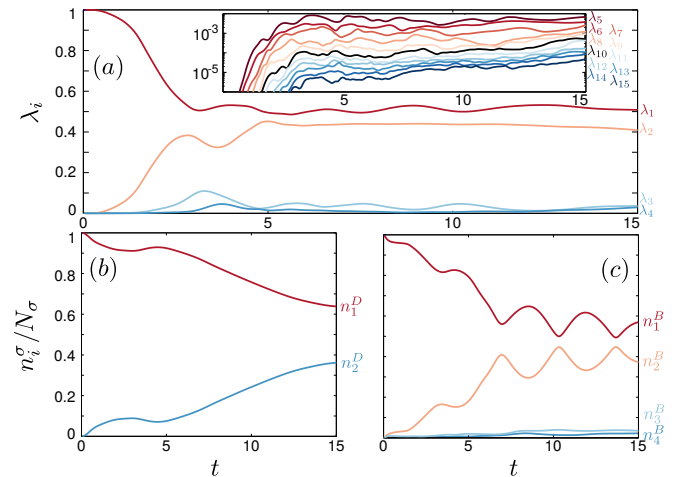 1
0.8
0.6
0.4
0.2
0
λ_i
(a)
10^{-3}
10^{-5}
5
10
15
λ_5
λ_6 λ_7
λ_8 λ_9
λ_10 λ_11
λ_12 λ_13
λ_14 λ_15
λ_1
λ_2
λ_3
λ_4
0
5
10
15
1
0.8
0.6
0.4
0.2
0
n_i^σ/N_σ
(b)
n_1^D
n_2^D
0
5
10
15
t
(c)
n_1^B
n_2^B
n_3^B
n_4^B
0
5
10
15
t